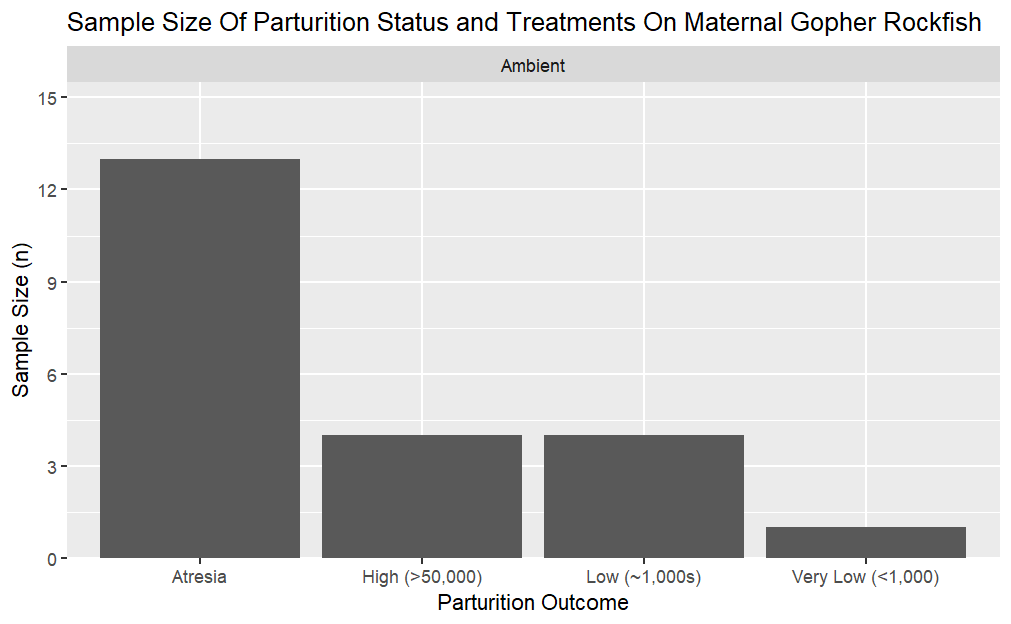 Sample Size Of Parturition Status and Treatments On Maternal Gopher Rockfish
Ambient
Sample Size (n)
15
12
9
6
3
0
Atresia
High (>50,000)
Low (~1,000s)
Very Low (<1,000)
Parturition Outcome